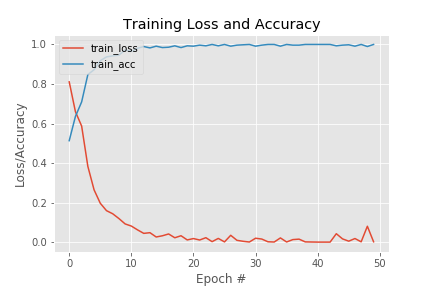 Training Loss and Accuracy
1.0
0.8
0.6
0.4
0.2
0.0
Loss/Accuracy
train_loss
train_acc
0 10 20 30 40 50
Epoch #